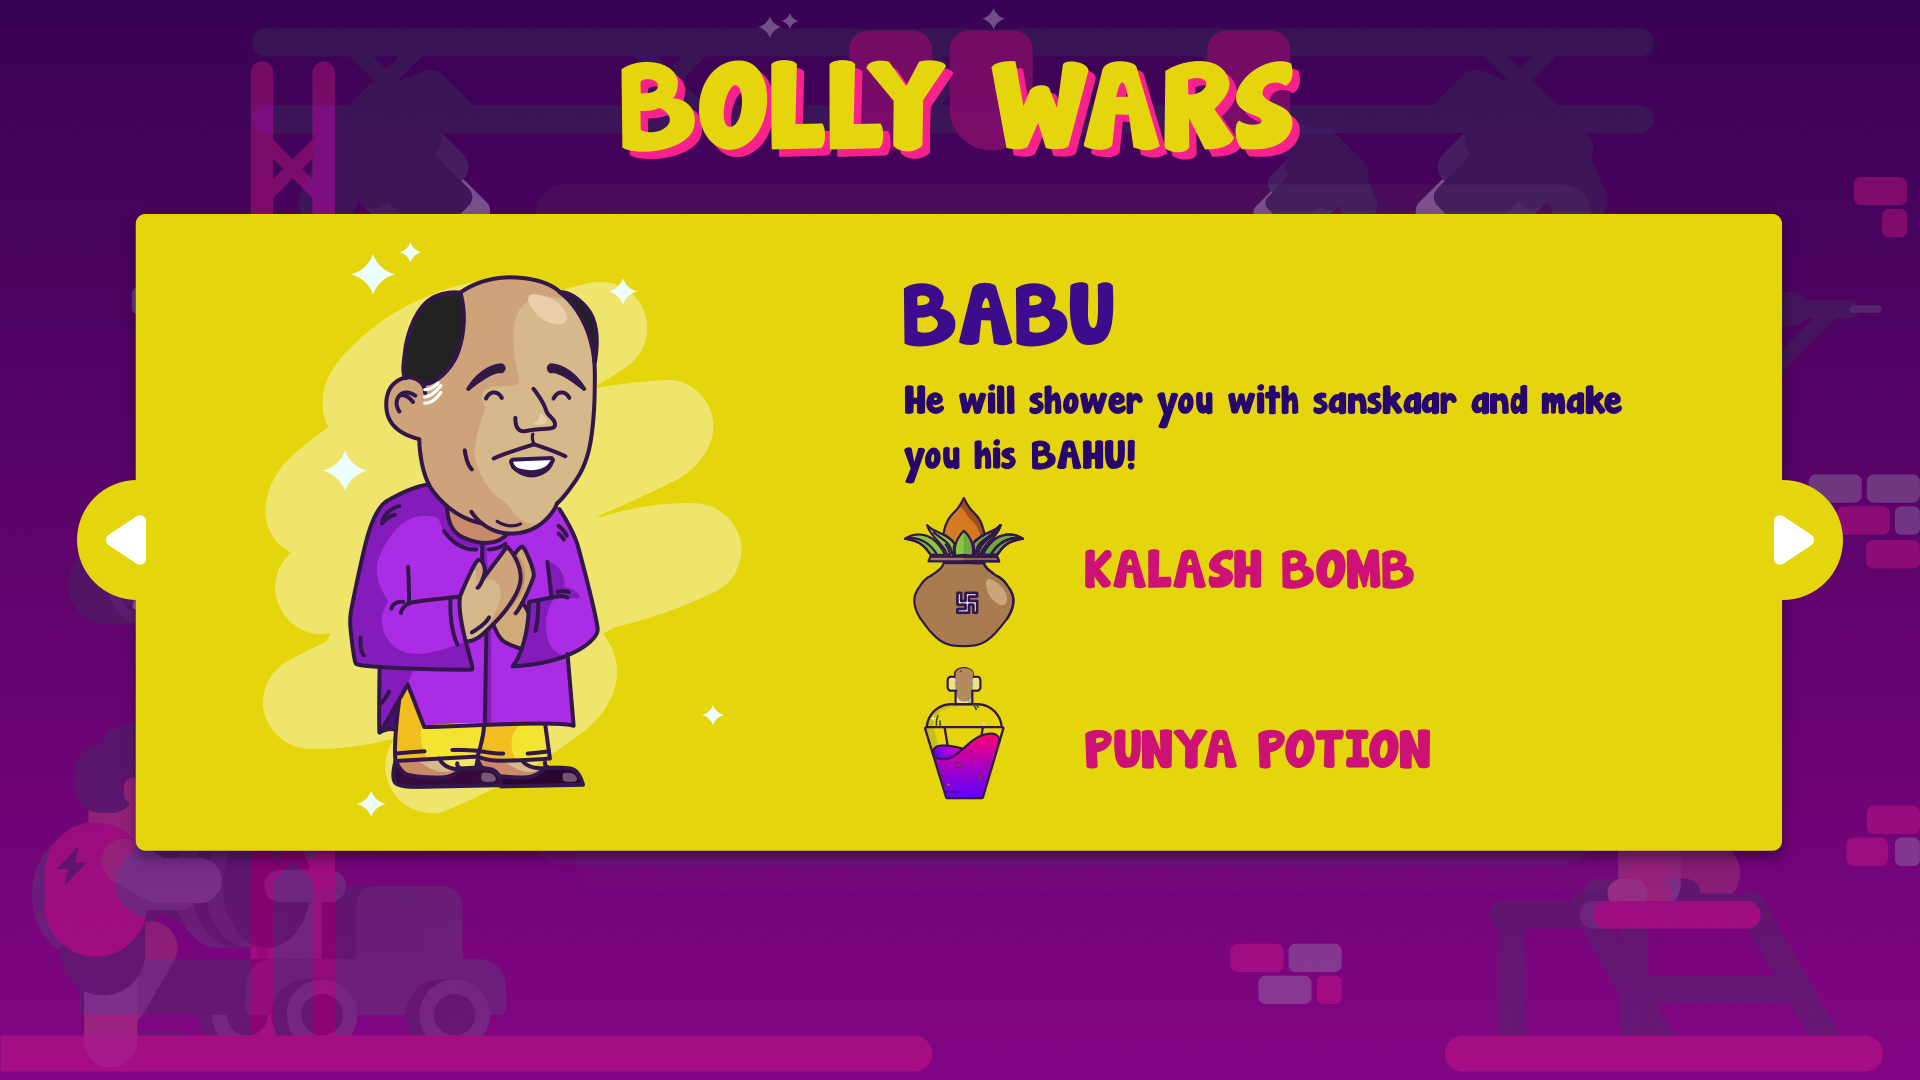 BOLLY WARS
BABU
He will shower you with sanskaar and make
you his BAHU!
KALASH BOMB
PUNYA POTION